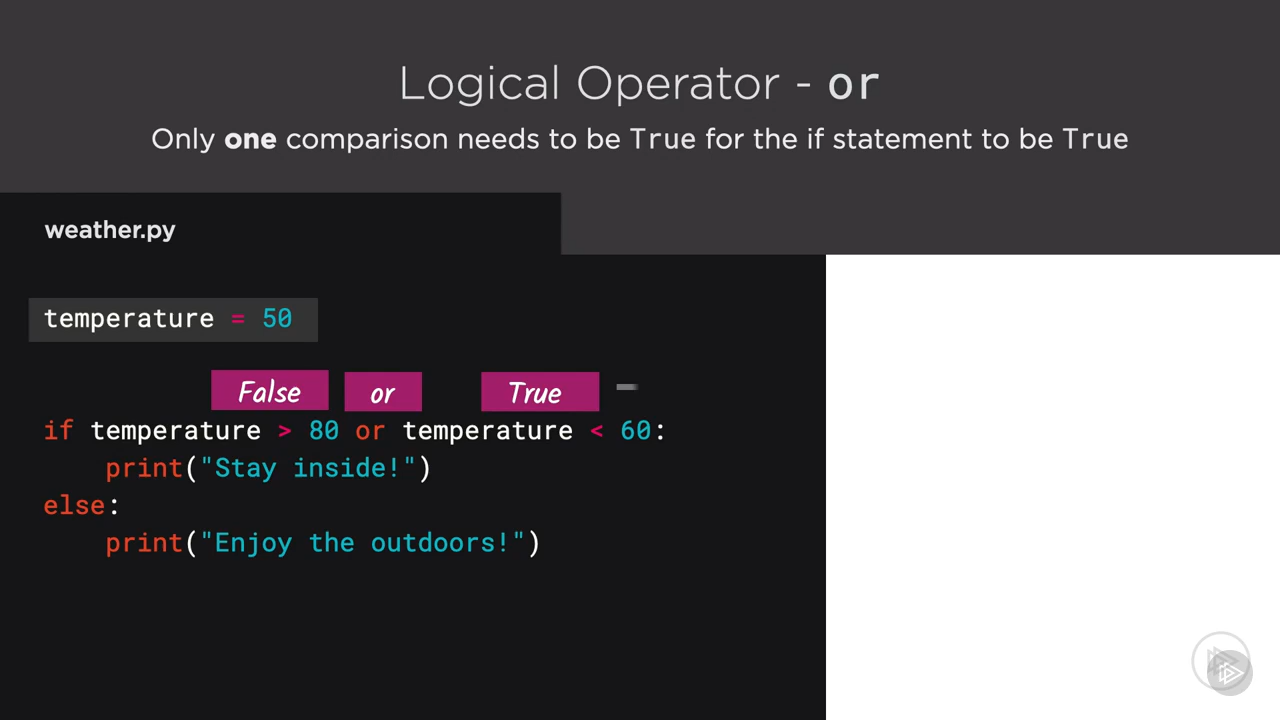 Logical Operator - or
Only one comparison needs to be True for the if statement to be True
weather.py
temperature = 50
False or True
if temperature > 80 or temperature < 60:
    print("Stay inside!")
else:
    print("Enjoy the outdoors!")